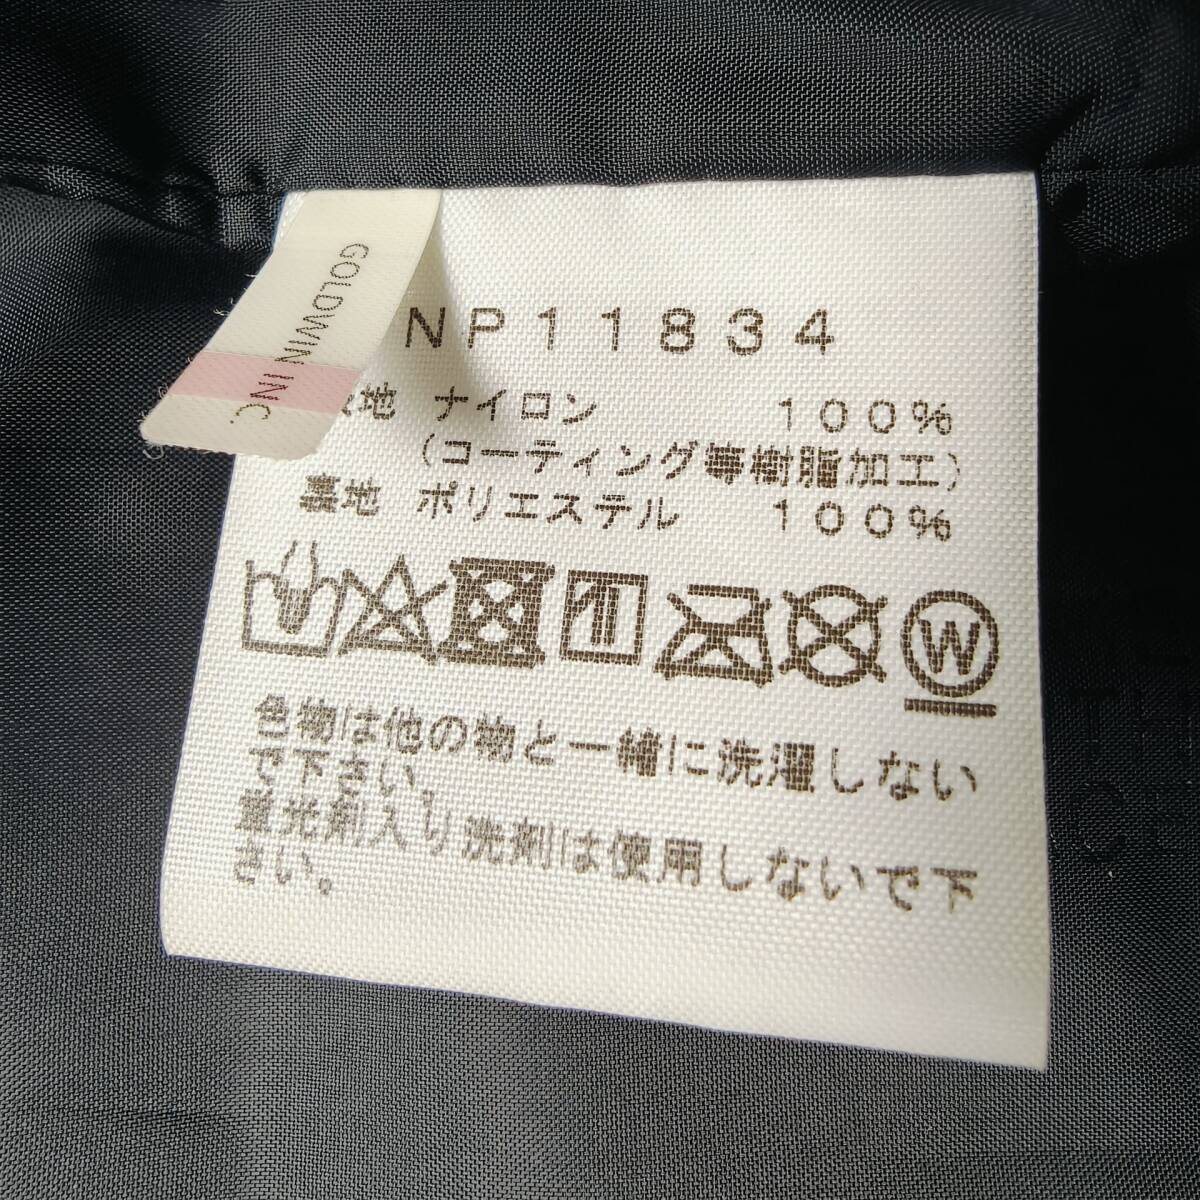 GOLDWIN INC.
NP11834
表地 ナイロン 100%
(コーティング等樹脂加工)
裏地 ポリエステル 100%
W
色物は他の物と一緒に洗濯しない
で下さい。
蛍光剤入り洗剤は使用しないで下
さい。